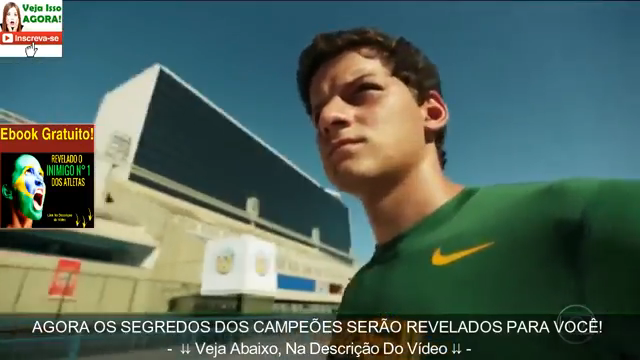 Veja Isso
AGORA!
Inscreva-se
Ebook Gratuito!
REVELADO O
INIMIGO Nº 1
DOS ATLETAS
AGORA OS SEGREDOS DOS CAMPEÕES SERÃO REVELADOS PARA VOCÊ!
- ⇊ Veja Abaixo, Na Descrição Do Vídeo ⇊ -